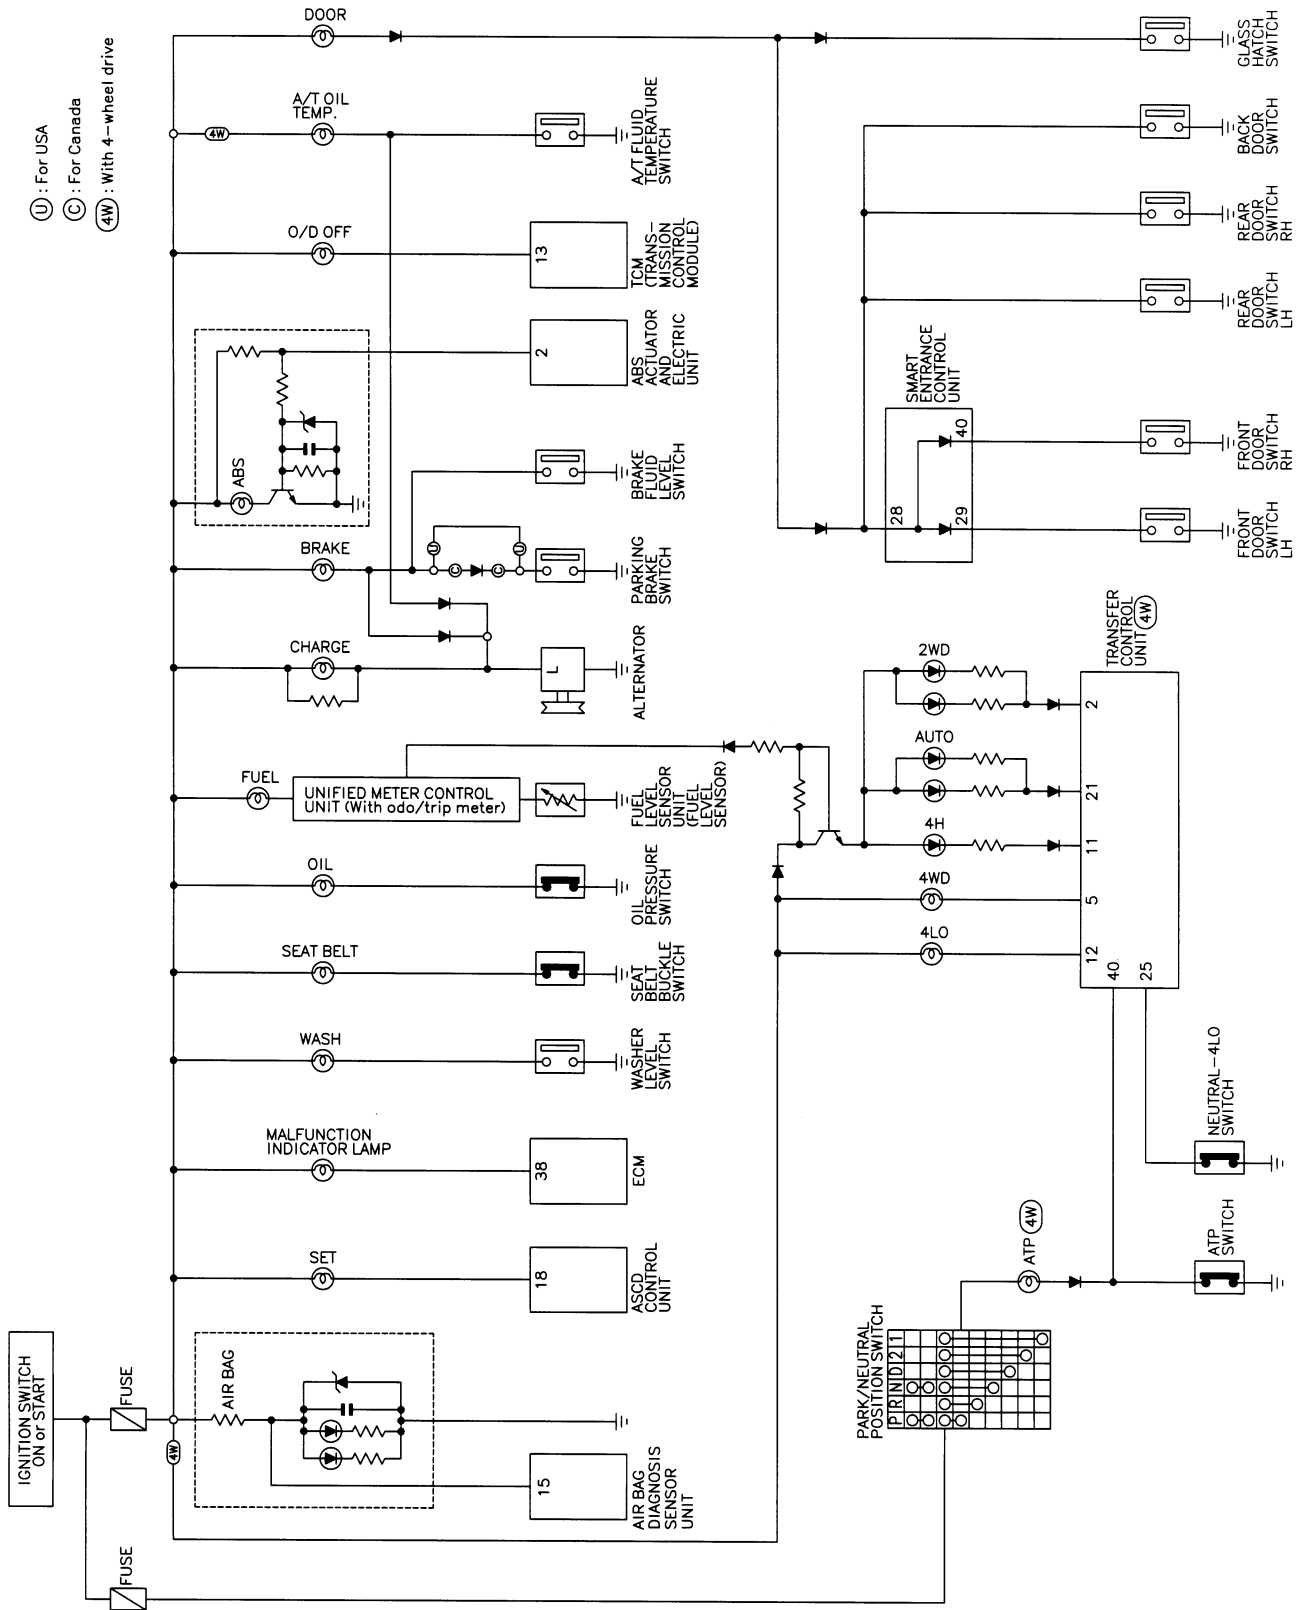 U : For USA
C : For Canada
4W : With 4-wheel drive
DOOR
GLASS
HATCH
SWITCH
4W
A/T OIL
TEMP.
A/T FLUID
TEMPERATURE
SWITCH
BACK
DOOR
SWITCH
O/D OFF
13
TCM
(TRANS-
MISSION
CONTROL
MODULE)
REAR
DOOR
SWITCH
RH
REAR
DOOR
SWITCH
LH
2
ABS
ACTUATOR
AND
ELECTRIC
UNIT
ABS
BRAKE
FLUID
LEVEL
SWITCH
SMART
ENTRANCE
CONTROL
UNIT
40
28
29
FRONT
DOOR
SWITCH
RH
FRONT
DOOR
SWITCH
LH
BRAKE
U
U
C
C
PARKING
BRAKE
SWITCH
CHARGE
L
ALTERNATOR
TRANSFER
CONTROL
UNIT 4W
2WD
2
AUTO
21
4H
11
4WD
5
4LO
12
40
25
FUEL
UNIFIED METER CONTROL
UNIT (With odo/trip meter)
FUEL
LEVEL
SENSOR
UNIT
(FUEL
LEVEL
SENSOR)
OIL
OIL
PRESSURE
SWITCH
SEAT BELT
SEAT
BELT
BUCKLE
SWITCH
WASH
WASHER
LEVEL
SWITCH
MALFUNCTION
INDICATOR LAMP
38
ECM
NEUTRAL-4LO
SWITCH
SET
18
ASCD
CONTROL
UNIT
ATP 4W
ATP
SWITCH
IGNITION SWITCH
ON or START
FUSE
4W
AIR BAG
15
AIR BAG
DIAGNOSIS
SENSOR
UNIT
PARK/NEUTRAL
POSITION SWITCH
P R N D 2 1
FUSE